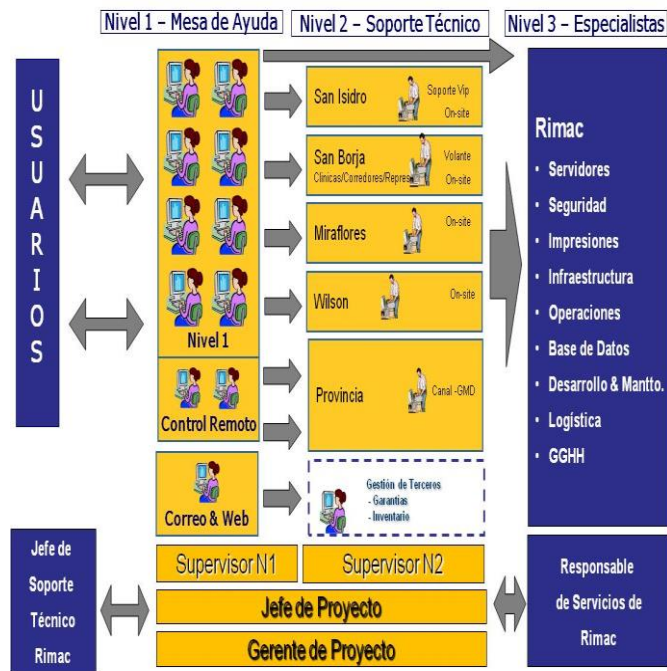 Nivel 1 – Mesa de Ayuda
Nivel 2 – Soporte Técnico
Nivel 3 – Especialistas
USUARIOS
Nivel 1
Control Remoto
Correo & Web
San Isidro
Soporte Vip
On-site
San Borja
Clinicas/Corredores/Repres
Volante
On-site
Miraflores
On-site
Wilson
On-site
Provincia
Canal -GMD
Gestión de Terceros
- Garantías
- Inventario
Rimac
• Servidores
• Seguridad
• Impresiones
• Infraestructura
• Operaciones
• Base de Datos
• Desarrollo & Mantto.
• Logística
• GGHH
Jefe de
Soporte
Técnico
Rimac
Supervisor N1
Supervisor N2
Jefe de Proyecto
Gerente de Proyecto
Responsable
de Servicios de
Rimac